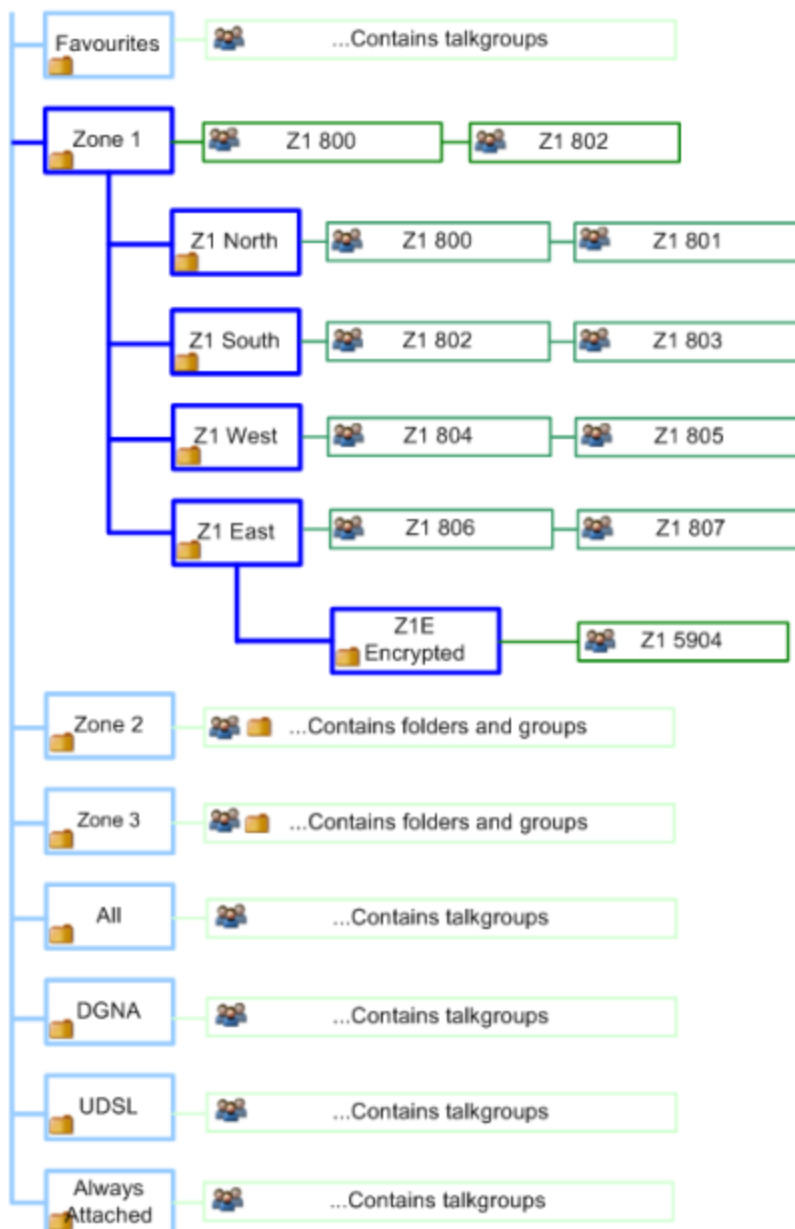 Favourites
...Contains talkgroups
Zone 1
Z1 800
Z1 802
Z1 North
Z1 800
Z1 801
Z1 South
Z1 802
Z1 803
Z1 West
Z1 804
Z1 805
Z1 East
Z1 806
Z1 807
Z1E
Encrypted
Z1 5904
Zone 2
...Contains folders and groups
Zone 3
...Contains folders and groups
All
...Contains talkgroups
DGNA
...Contains talkgroups
UDSL
...Contains talkgroups
Always
Attached
...Contains talkgroups